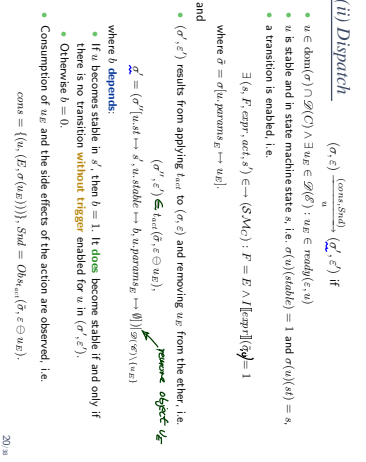 (ii) Dispatch
(σ, ε) —(cons,Snd)→ᵤ (σ′, ε′) if
• u ∈ dom(σ) ∩ 𝒟(C) ∧ ∃ u_E ∈ 𝒟(ℰ) : u_E ∈ ready(ε, u)
• u is stable and in state machine state s, i.e. σ(u)(stable) = 1 and σ(u)(st) = s,
• a transition is enabled, i.e.
∃ (s, F, expr, act, s′) ∈→ (𝒮ℳ_C) : F = E ∧ I⟦expr⟧(σ̃, u) = 1
where σ̃ = σ[u.params_E ↦ u_E].
and
• (σ′, ε′) results from applying t_act to (σ, ε) and removing u_E from the ether, i.e.
(σ″, ε′) ∈ t_act(σ̃, ε ⊖ u_E),
σ′ = (σ″[u.st ↦ s′, u.stable ↦ b, u.params_E ↦ ∅])|𝒟(𝒞)\{u_E}
remove object u_E
where b depends:
• If u becomes stable in s′, then b = 1. It does become stable if and only if
there is no transition without trigger enabled for u in (σ′, ε′).
• Otherwise b = 0.
• Consumption of u_E and the side effects of the action are observed, i.e.
cons = {(u, (E, σ(u_E)))}, Snd = Obs_t_act(σ̃, ε ⊖ u_E).
20/38